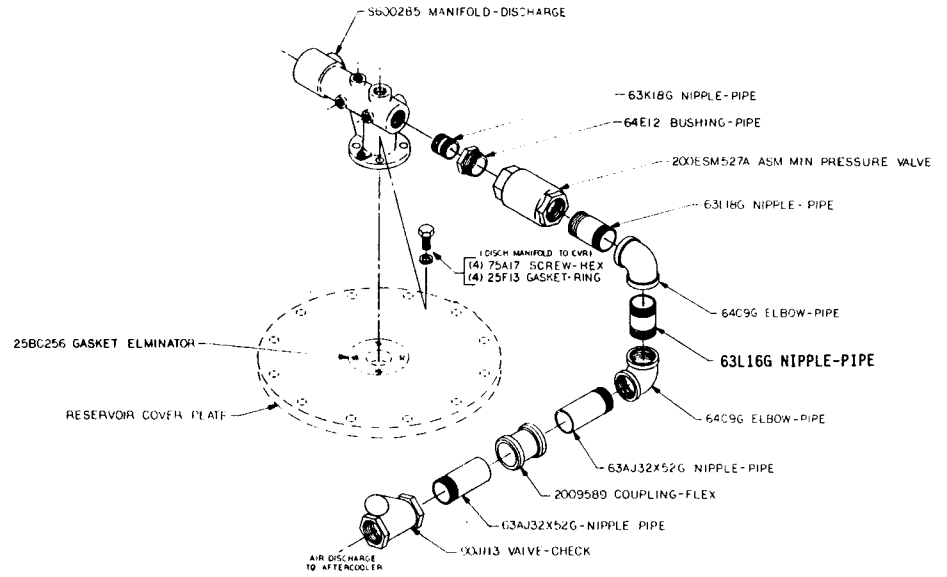 S600285 MANIFOLD-DISCHARGE
63K18G NIPPLE-PIPE
64E12 BUSHING-PIPE
200ESM527A ASM MIN PRESSURE VALVE
63L18G NIPPLE-PIPE
(DISCH MANIFOLD TO CVR)
(4) 75A17 SCREW-HEX
(4) 25F13 GASKET-RING
64C9G ELBOW-PIPE
25BC256 GASKET ELMINATOR
63L16G NIPPLE-PIPE
RESERVOIR COVER PLATE
64C9G ELBOW-PIPE
63AJ32X52G NIPPLE-PIPE
2009589 COUPLING-FLEX
63AJ32X52G-NIPPLE PIPE
VALVE-CHECK
AIR DISCHARGE
TO AFTERCOOLER